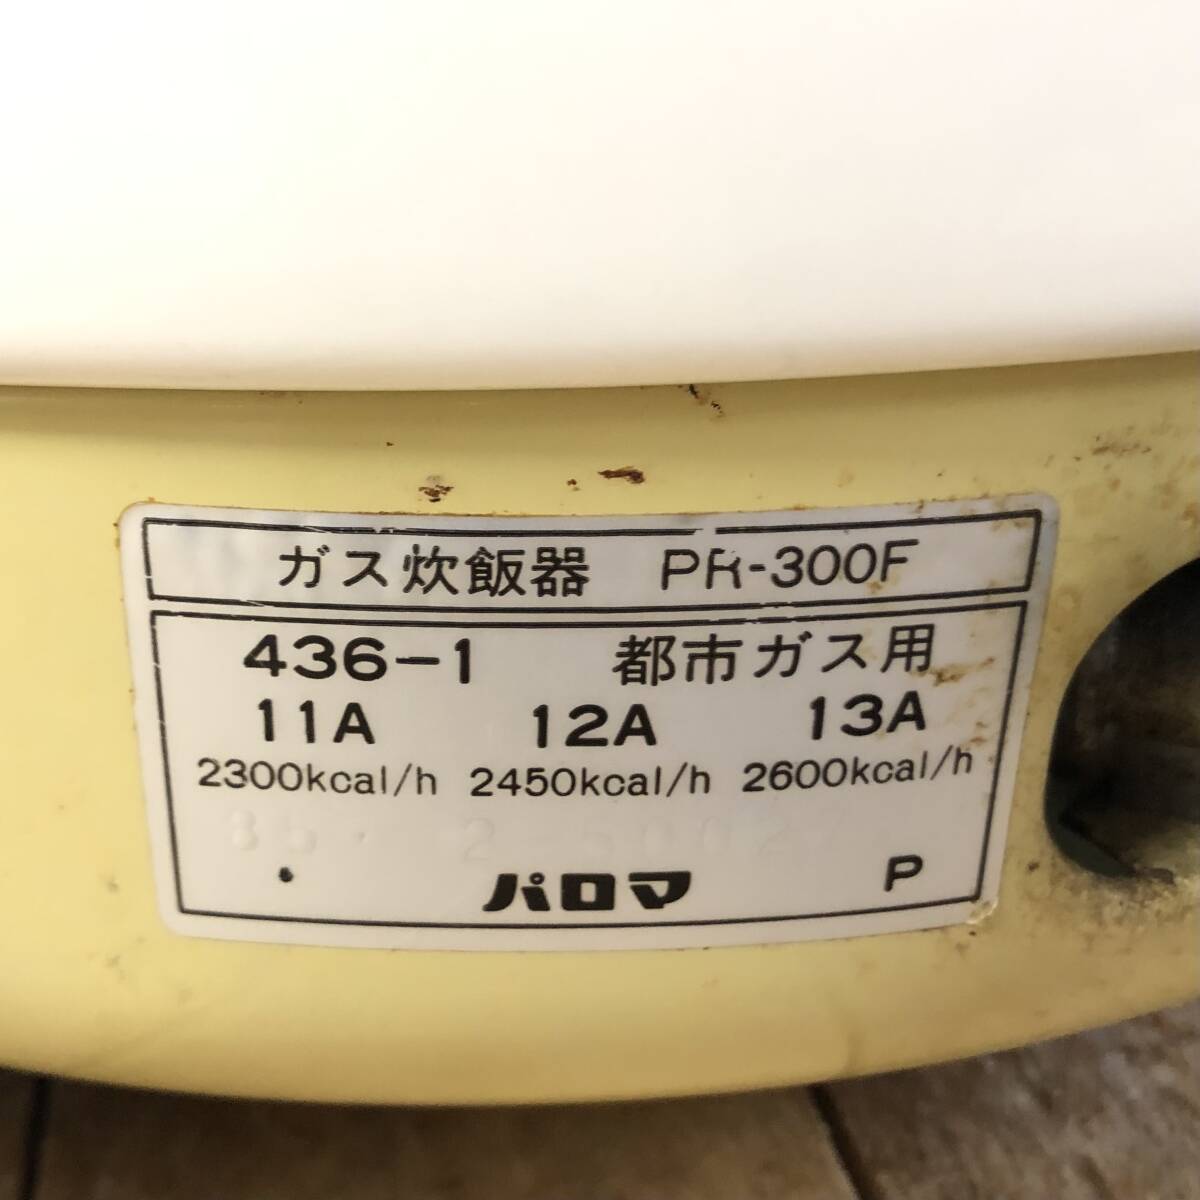 ガス炊飯器 PR-300F
436-1 都市ガス用
11A 12A 13A
2300kcal/h 2450kcal/h 2600kcal/h
パロマ P